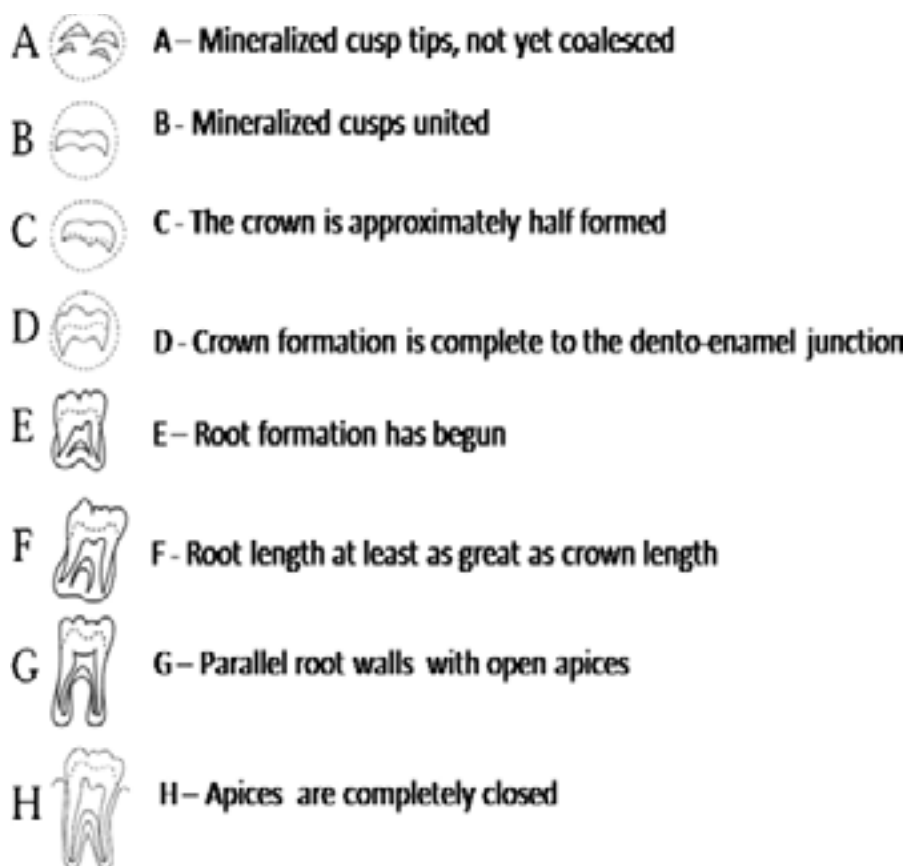 A A – Mineralized cusp tips, not yet coalesced
B B - Mineralized cusps united
C C - The crown is approximately half formed
D D - Crown formation is complete to the dento-enamel junction
E E – Root formation has begun
F F - Root length at least as great as crown length
G G – Parallel root walls with open apices
H H – Apices are completely closed